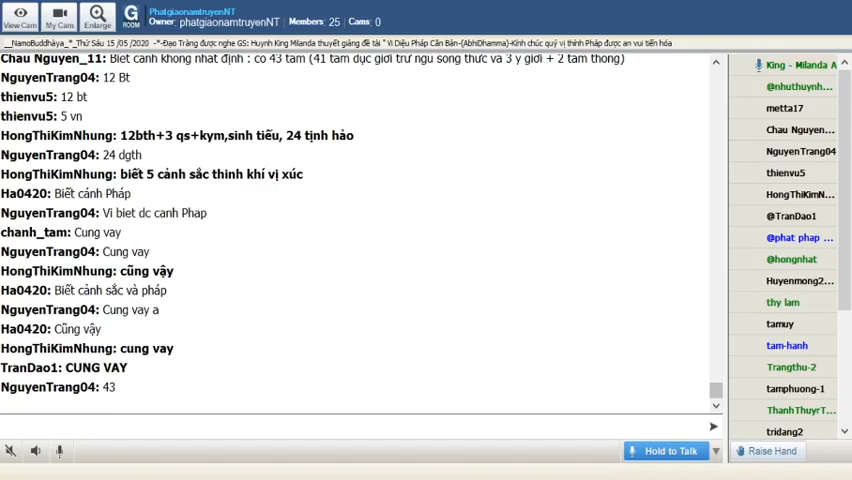 View Cam
My Cam
Enlarge
G
ROOM
PhatgiaonamtruyenNT
Owner: phatgiaonamtruyenNT Members: 25 Cams: 0
__NamoBuddhàya_*_Thứ Sáu 15 /05 /2020 -*-Đạo Tràng được nghe GS: Huynh King Milanda thuyết giảng đề tài " Vi Diệu Pháp Căn Bản-(AbhiDhamma)-Kính chúc quý vị thính Pháp được an vui tiến hóa
Chau Nguyen_11: Biết cảnh không nhất định : có 43 tâm (41 tâm dục giới trừ ngũ song thức và 3 ý giới + 2 tâm thông)
NguyenTrang04: 12 Bt
thienvu5: 12 bt
thienvu5: 5 vn
HongThiKimNhung: 12bth+3 qs+kym,sinh tiếu, 24 tịnh hảo
NguyenTrang04: 24 dgth
HongThiKimNhung: biết 5 cảnh sắc thinh khí vị xúc
Ha0420: Biết cánh Pháp
NguyenTrang04: Vi biet dc canh Phap
chanh_tam: Cung vay
NguyenTrang04: Cung vay
HongThiKimNhung: cũng vậy
Ha0420: Biết cảnh sắc và pháp
NguyenTrang04: Cung vay a
Ha0420: Cũng vậy
HongThiKimNhung: cung vay
TranDao1: CUNG VAY
NguyenTrang04: 43
King - Milanda A
@nhuthuynh...
metta17
Chau Nguyen...
NguyenTrang04
thienvu5
HongThiKimN...
@TranDao1
@phat phap ...
@hongnhat
Huyenmong2...
thy lam
tamuy
tam-hanh
Trangthu-2
tamphuong-1
ThanhThuyrT...
tridang2
Hold to Talk
Raise Hand